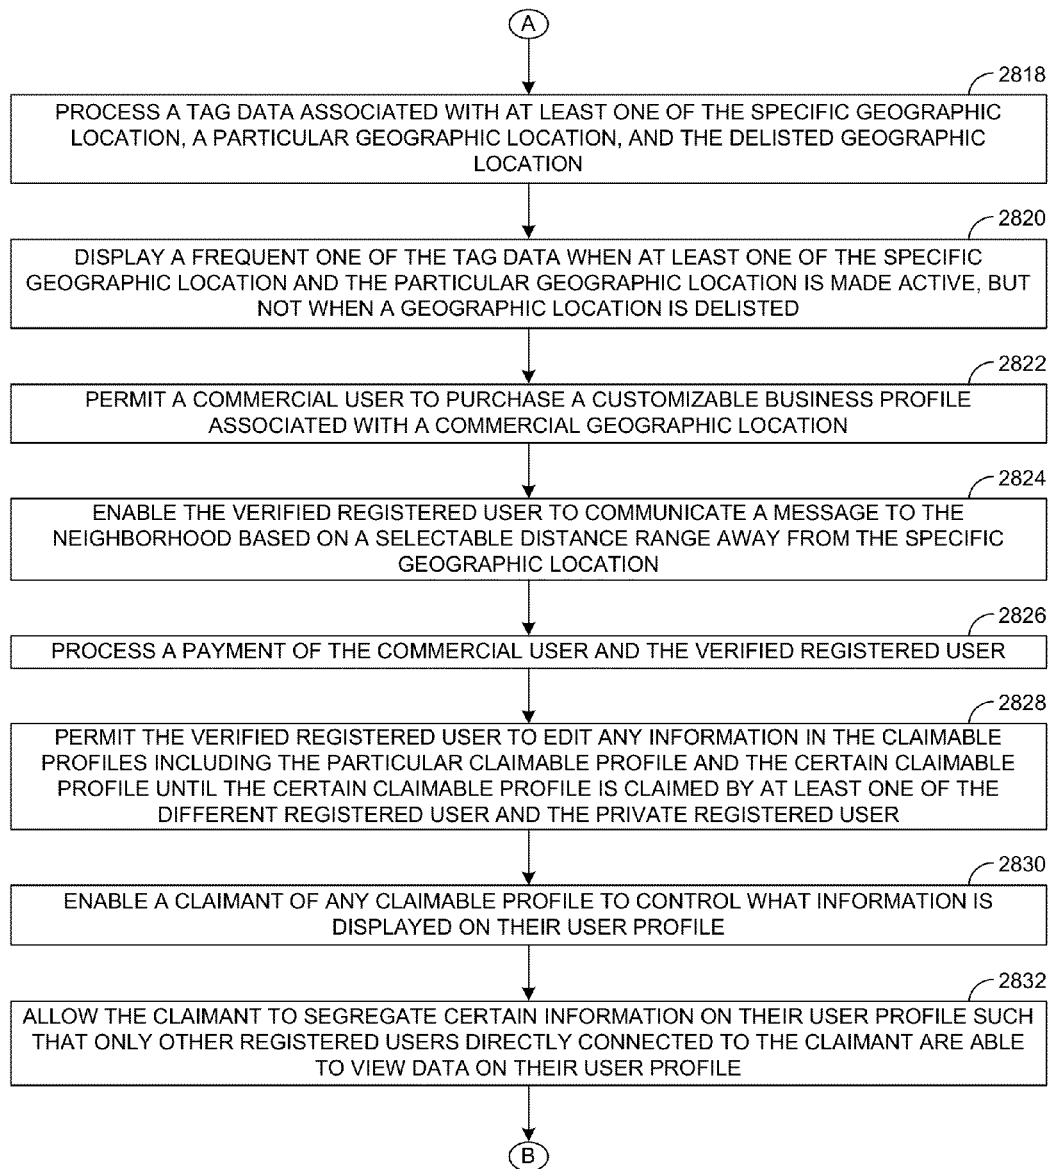 A
2818
PROCESS A TAG DATA ASSOCIATED WITH AT LEAST ONE OF THE SPECIFIC GEOGRAPHIC
LOCATION, A PARTICULAR GEOGRAPHIC LOCATION, AND THE DELISTED GEOGRAPHIC
LOCATION
2820
DISPLAY A FREQUENT ONE OF THE TAG DATA WHEN AT LEAST ONE OF THE SPECIFIC
GEOGRAPHIC LOCATION AND THE PARTICULAR GEOGRAPHIC LOCATION IS MADE ACTIVE, BUT
NOT WHEN A GEOGRAPHIC LOCATION IS DELISTED
2822
PERMIT A COMMERCIAL USER TO PURCHASE A CUSTOMIZABLE BUSINESS PROFILE
ASSOCIATED WITH A COMMERCIAL GEOGRAPHIC LOCATION
2824
ENABLE THE VERIFIED REGISTERED USER TO COMMUNICATE A MESSAGE TO THE
NEIGHBORHOOD BASED ON A SELECTABLE DISTANCE RANGE AWAY FROM THE SPECIFIC
GEOGRAPHIC LOCATION
2826
PROCESS A PAYMENT OF THE COMMERCIAL USER AND THE VERIFIED REGISTERED USER
2828
PERMIT THE VERIFIED REGISTERED USER TO EDIT ANY INFORMATION IN THE CLAIMABLE
PROFILES INCLUDING THE PARTICULAR CLAIMABLE PROFILE AND THE CERTAIN CLAIMABLE
PROFILE UNTIL THE CERTAIN CLAIMABLE PROFILE IS CLAIMED BY AT LEAST ONE OF THE
DIFFERENT REGISTERED USER AND THE PRIVATE REGISTERED USER
2830
ENABLE A CLAIMANT OF ANY CLAIMABLE PROFILE TO CONTROL WHAT INFORMATION IS
DISPLAYED ON THEIR USER PROFILE
2832
ALLOW THE CLAIMANT TO SEGREGATE CERTAIN INFORMATION ON THEIR USER PROFILE SUCH
THAT ONLY OTHER REGISTERED USERS DIRECTLY CONNECTED TO THE CLAIMANT ARE ABLE
TO VIEW DATA ON THEIR USER PROFILE
B